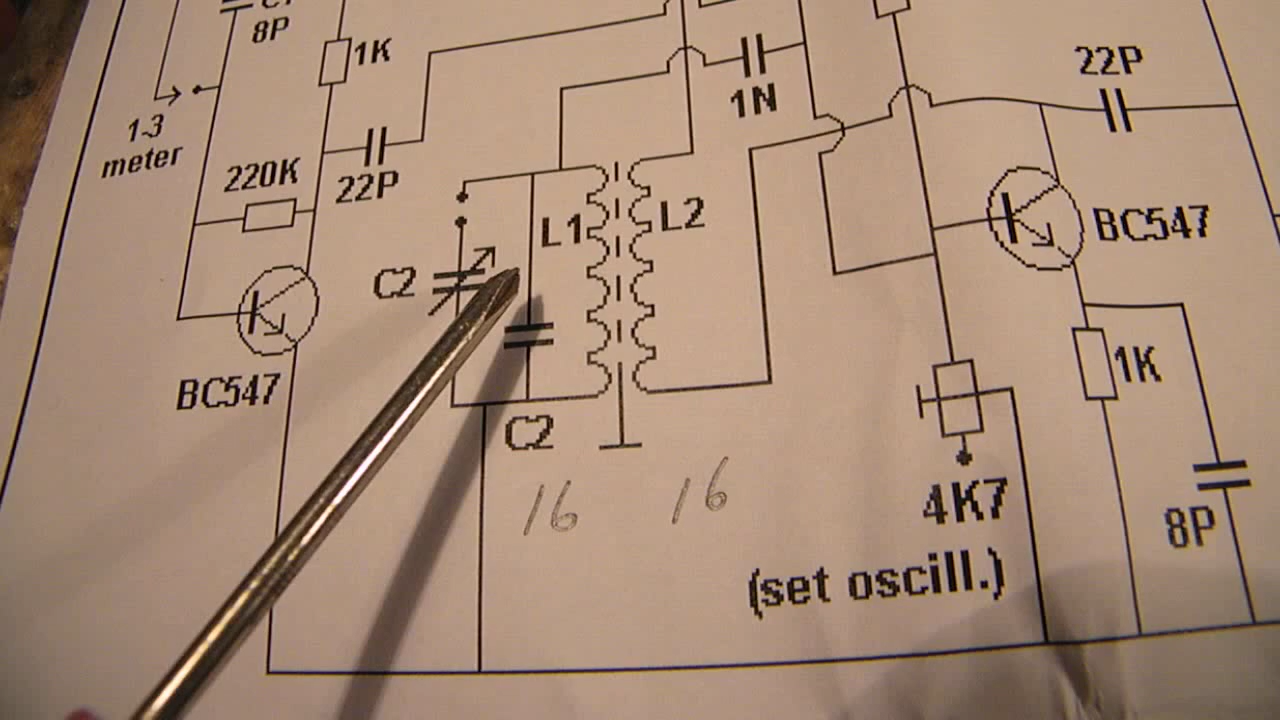 8P
1K
22P
1-3
meter
1N
220K
22P
L1
L2
BC547
C2
BC547
1K
C2
16
16
4K7
8P
(set oscill.)